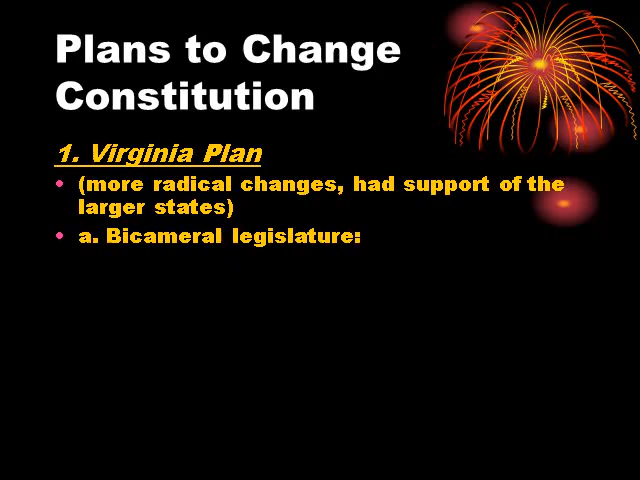 Plans to Change
Constitution
1. Virginia Plan
• (more radical changes, had support of the
larger states)
• a. Bicameral legislature: